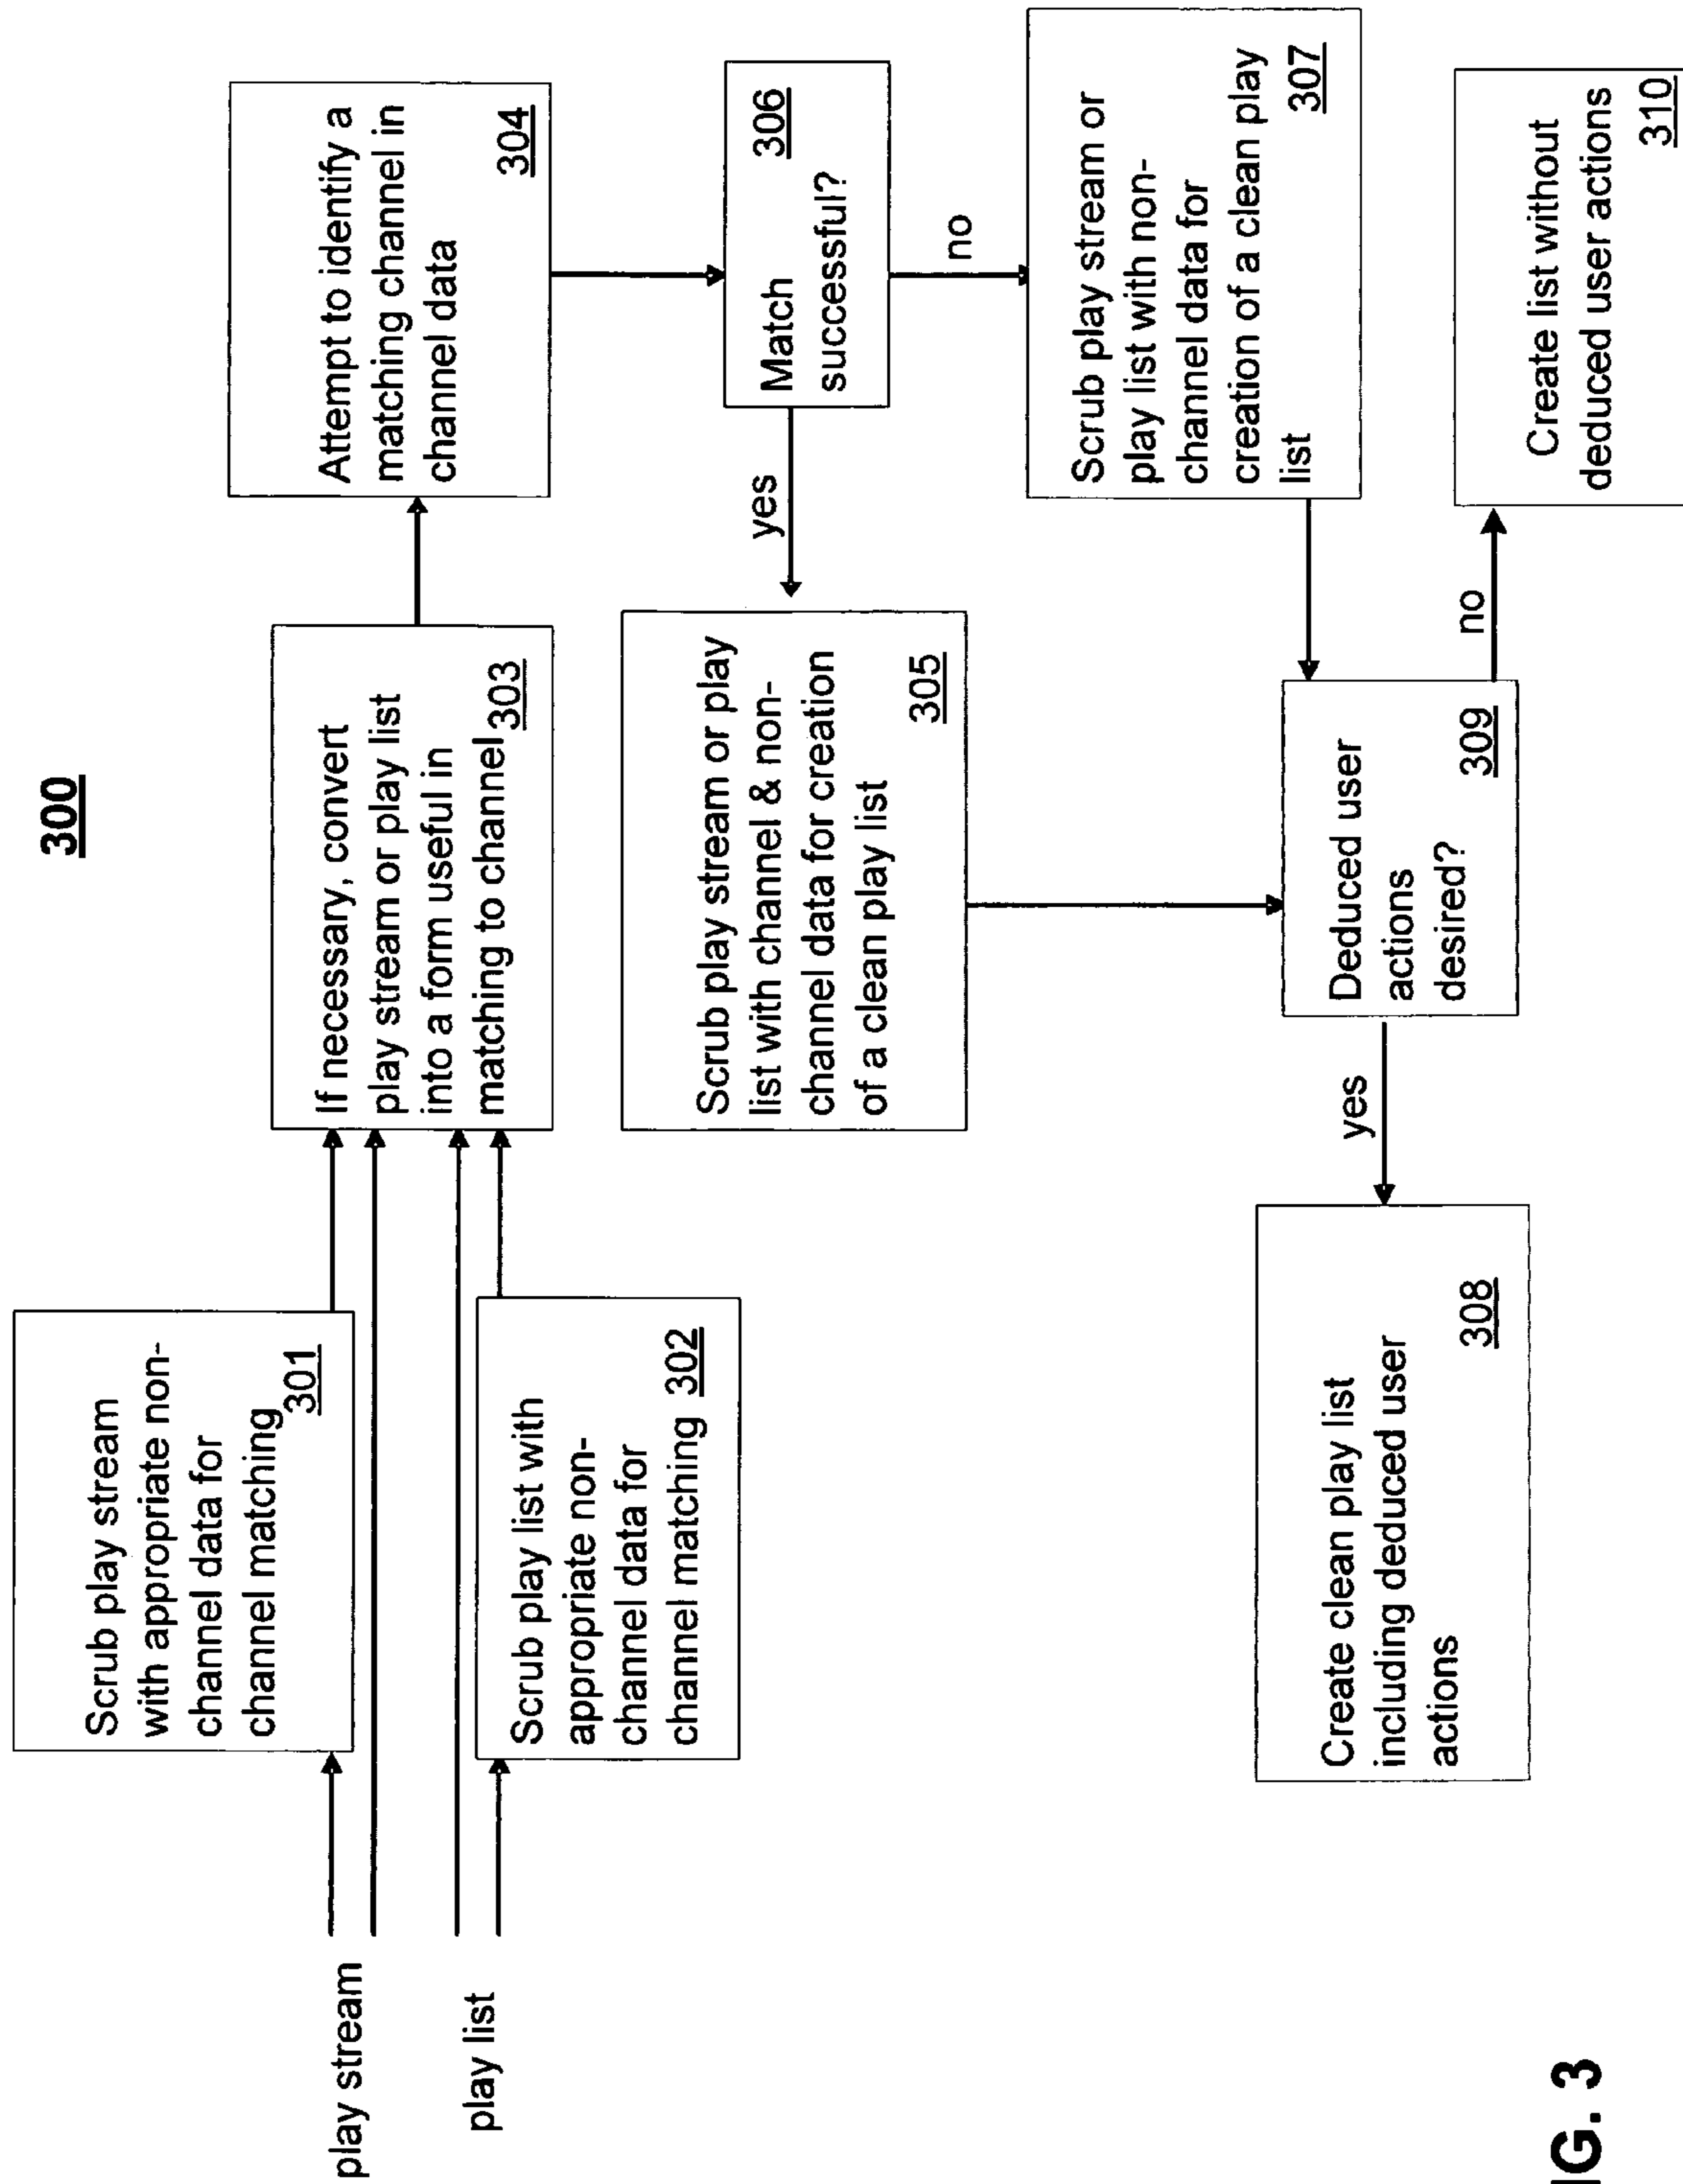 300
Scrub play stream
with appropriate non-
channel data for
channel matching
301
play stream
play list
Scrub play list with
appropriate non-
channel data for
channel matching 302
If necessary, convert
play stream or play list
into a form useful in
matching to channel 303
Attempt to identify a
matching channel in
channel data
304
Match 306
successful?
yes
no
Scrub play stream or play
list with channel & non-
channel data for creation
of a clean play list
305
Scrub play stream or
play list with non-
channel data for
creation of a clean play
list 307
Deduced user
actions
desired? 309
yes
no
Create clean play list
including deduced user
actions 308
Create list without
deduced user actions
310
IG. 3